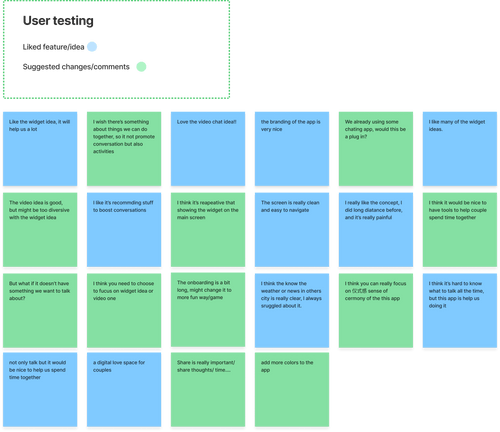 User testing
Liked feature/idea
Suggested changes/comments
Like the widget idea, it will
help us a lot
I wish there's something
about things we can do
together, so it not promote
conversation but also
activities
Love the video chat idea!!
the branding of the app is
very nice
We already using some
chating app, would this be
a plug in?
I like many of the widget
ideas.
The video idea is good,
but might be too diversive
with the widget idea
I like it's recommding stuff
to boost conversations
I think it's reapeative that
showing the widget on the
main screen
The screen is really clean
and easy to navigate
I really like the concept, I
did long distance before,
and it's really painful
I think it would be nice to
have tools to help couple
spend time together
But what if it doesn't have
something we want to talk
about?
I think you need to choose
to focus on widget idea or
video one
The onboarding is a bit
long, might change it to
more fun way/game
I think the know the
weather or news in others
city is really clear, I always
sruggled about it.
I think you can really focus
on 仪式感 sense of
cermony of the this app
I think it's hard to know
what to talk all the time,
but this app is help us
doing it
not only talk but it would
be nice to help us spend
time together
a digital love space for
couples
Share is really important/
share thoughts/ time....
add more colors to the
app